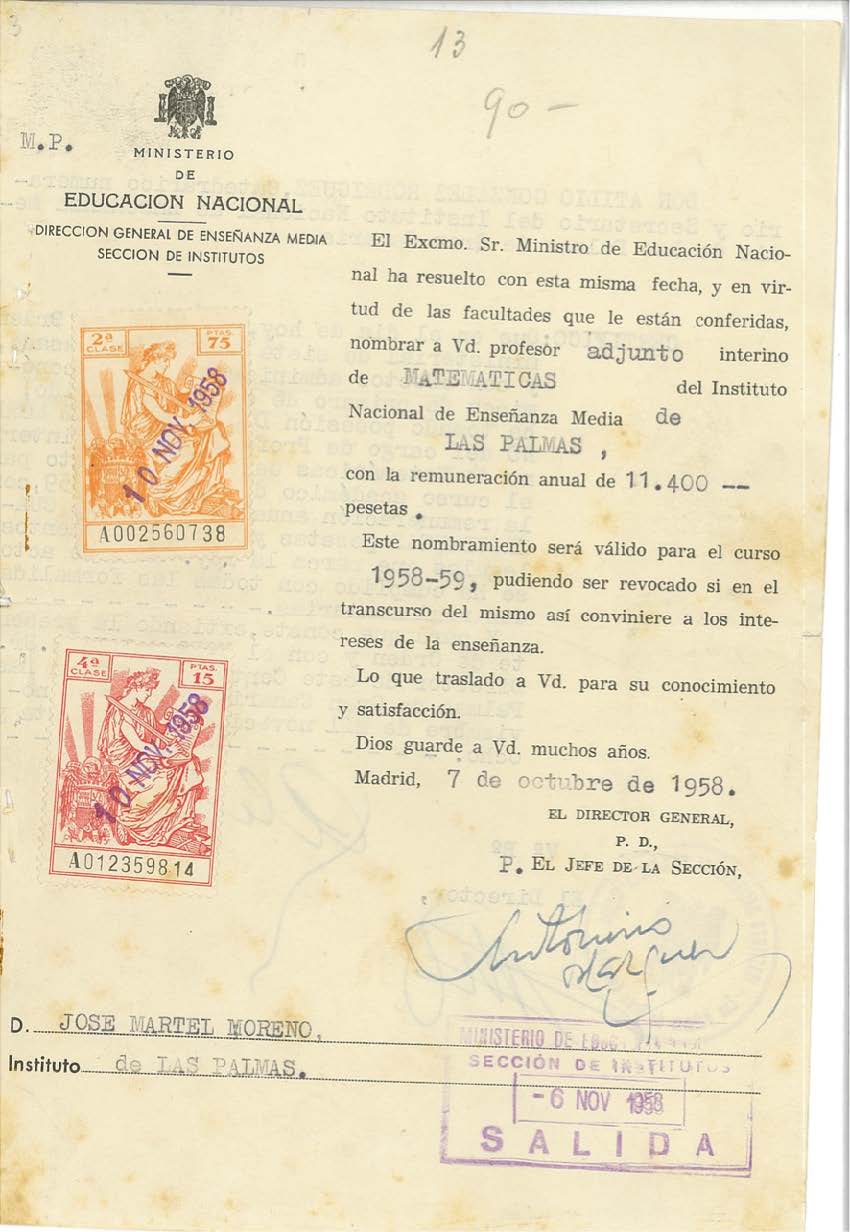 13
90-
M.P.
MINISTERIO
DE
EDUCACION NACIONAL
DIRECCION GENERAL DE ENSEÑANZA MEDIA
SECCION DE INSTITUTOS
El Excmo. Sr. Ministro de Educación Nacio-
nal ha resuelto con esta misma fecha, y en vir-
tud de las facultades que le están conferidas,
nombrar a Vd. profesor adjunto interino
de MATEMATICAS del Instituto
Nacional de Enseñanza Media de
LAS PALMAS ,
con la remuneración anual de 11.400 --
pesetas .
Este nombramiento será válido para el curso
1958-59, pudiendo ser revocado si en el
transcurso del mismo así conviniere a los inte-
reses de la enseñanza.
Lo que traslado a Vd. para su conocimiento
y satisfacción.
Dios guarde a Vd. muchos años.
Madrid, 7 de octubre de 1958.
EL DIRECTOR GENERAL,
P. D.,
P. EL JEFE DE LA SECCIÓN,
2ª CLASE
PTAS. 75
10 NOV. 1958
A002560738
4ª CLASE
PTAS. 15
10 NOV. 1958
A012359814
Antonio
D. JOSE MARTEL MORENO,
Instituto de LAS PALMAS.
MINISTERIO DE
SECCIÓN DE INSTITUTOS
- 6 NOV 1958
SALIDA